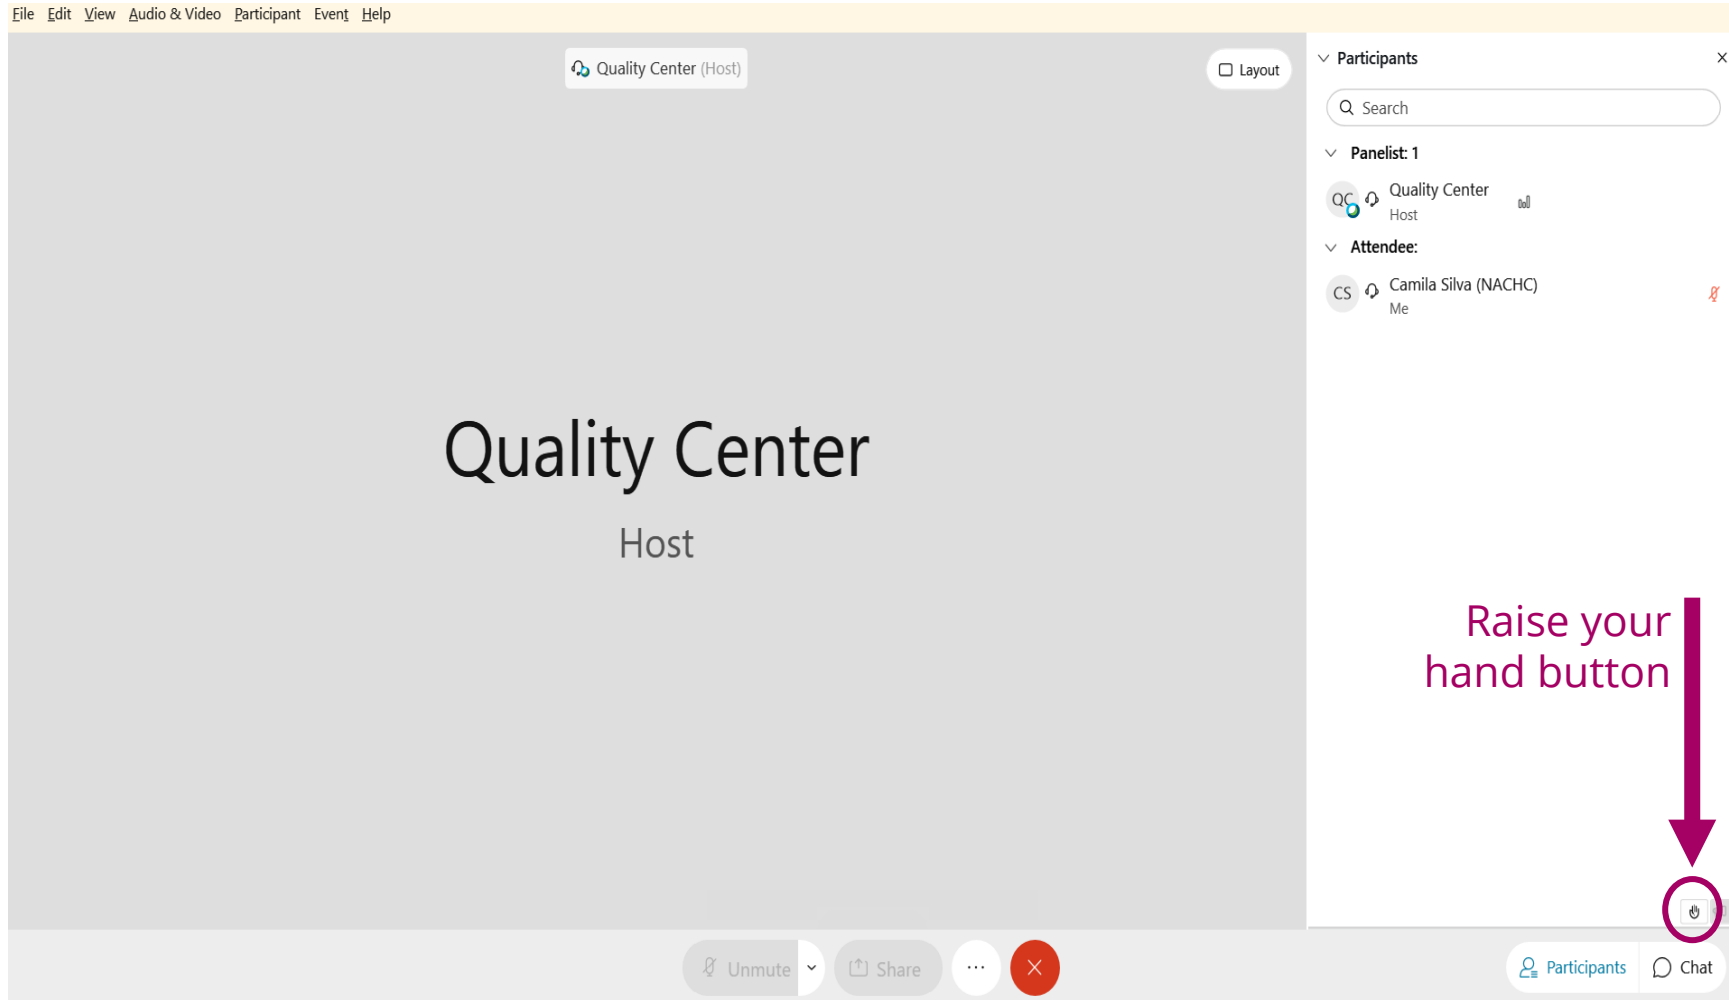 File Edit View Audio & Video Participant Event Help
Quality Center (Host)
Layout
Participants
Search
Panelist: 1
QC
Quality Center
Host
Attendee:
CS
Camila Silva (NACHC)
Me
Quality Center
Host
Raise your
hand button
Unmute
Share
Participants
Chat